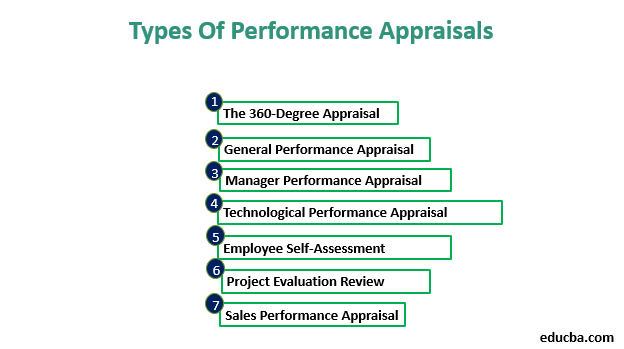 Types Of Performance Appraisals
1 The 360-Degree Appraisal
2 General Performance Appraisal
3 Manager Performance Appraisal
4 Technological Performance Appraisal
5 Employee Self-Assessment
6 Project Evaluation Review
7 Sales Performance Appraisal
educba.com